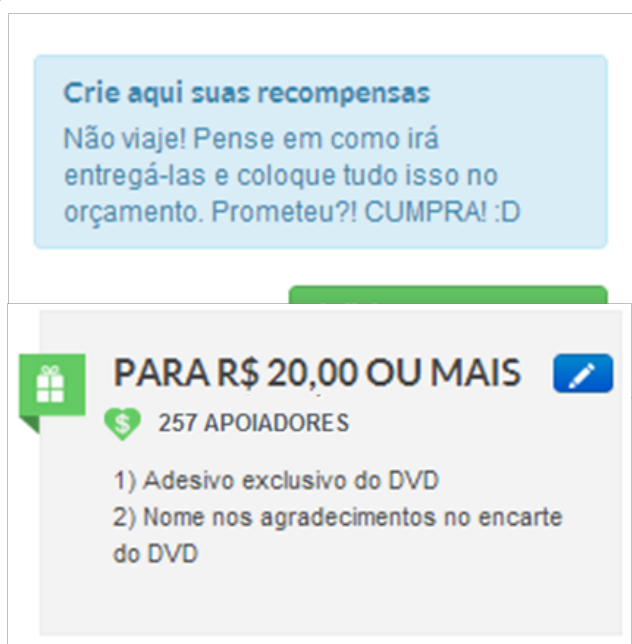 Crie aqui suas recompensas
Não viaje! Pense em como irá
entregá-las e coloque tudo isso no
orçamento. Prometeu?! CUMPRA! :D
PARA R$ 20,00 OU MAIS
$ 257 APOIADORES
1) Adesivo exclusivo do DVD
2) Nome nos agradecimentos no encarte
do DVD